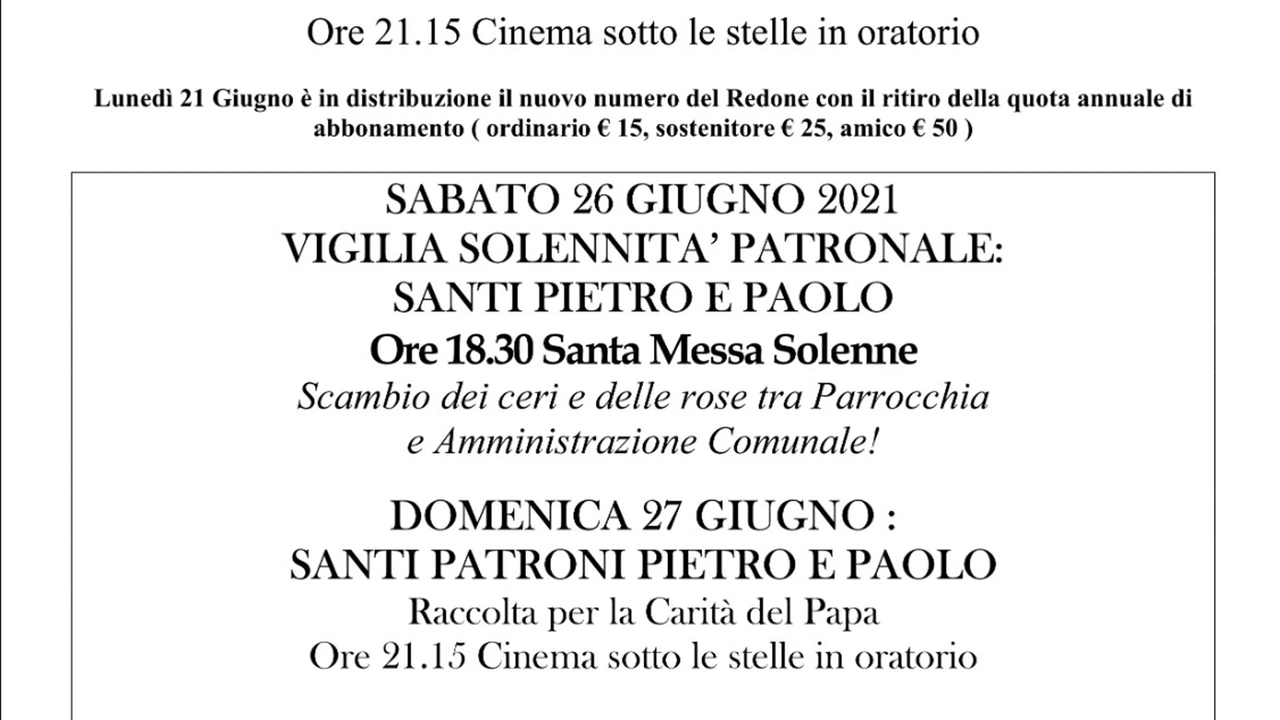 Ore 21.15 Cinema sotto le stelle in oratorio
Lunedì 21 Giugno è in distribuzione il nuovo numero del Redone con il ritiro della quota annuale di
abbonamento ( ordinario € 15, sostenitore € 25, amico € 50 )
SABATO 26 GIUGNO 2021
VIGILIA SOLENNITA’ PATRONALE:
SANTI PIETRO E PAOLO
Ore 18.30 Santa Messa Solenne
Scambio dei ceri e delle rose tra Parrocchia
e Amministrazione Comunale!
DOMENICA 27 GIUGNO :
SANTI PATRONI PIETRO E PAOLO
Raccolta per la Carità del Papa
Ore 21.15 Cinema sotto le stelle in oratorio